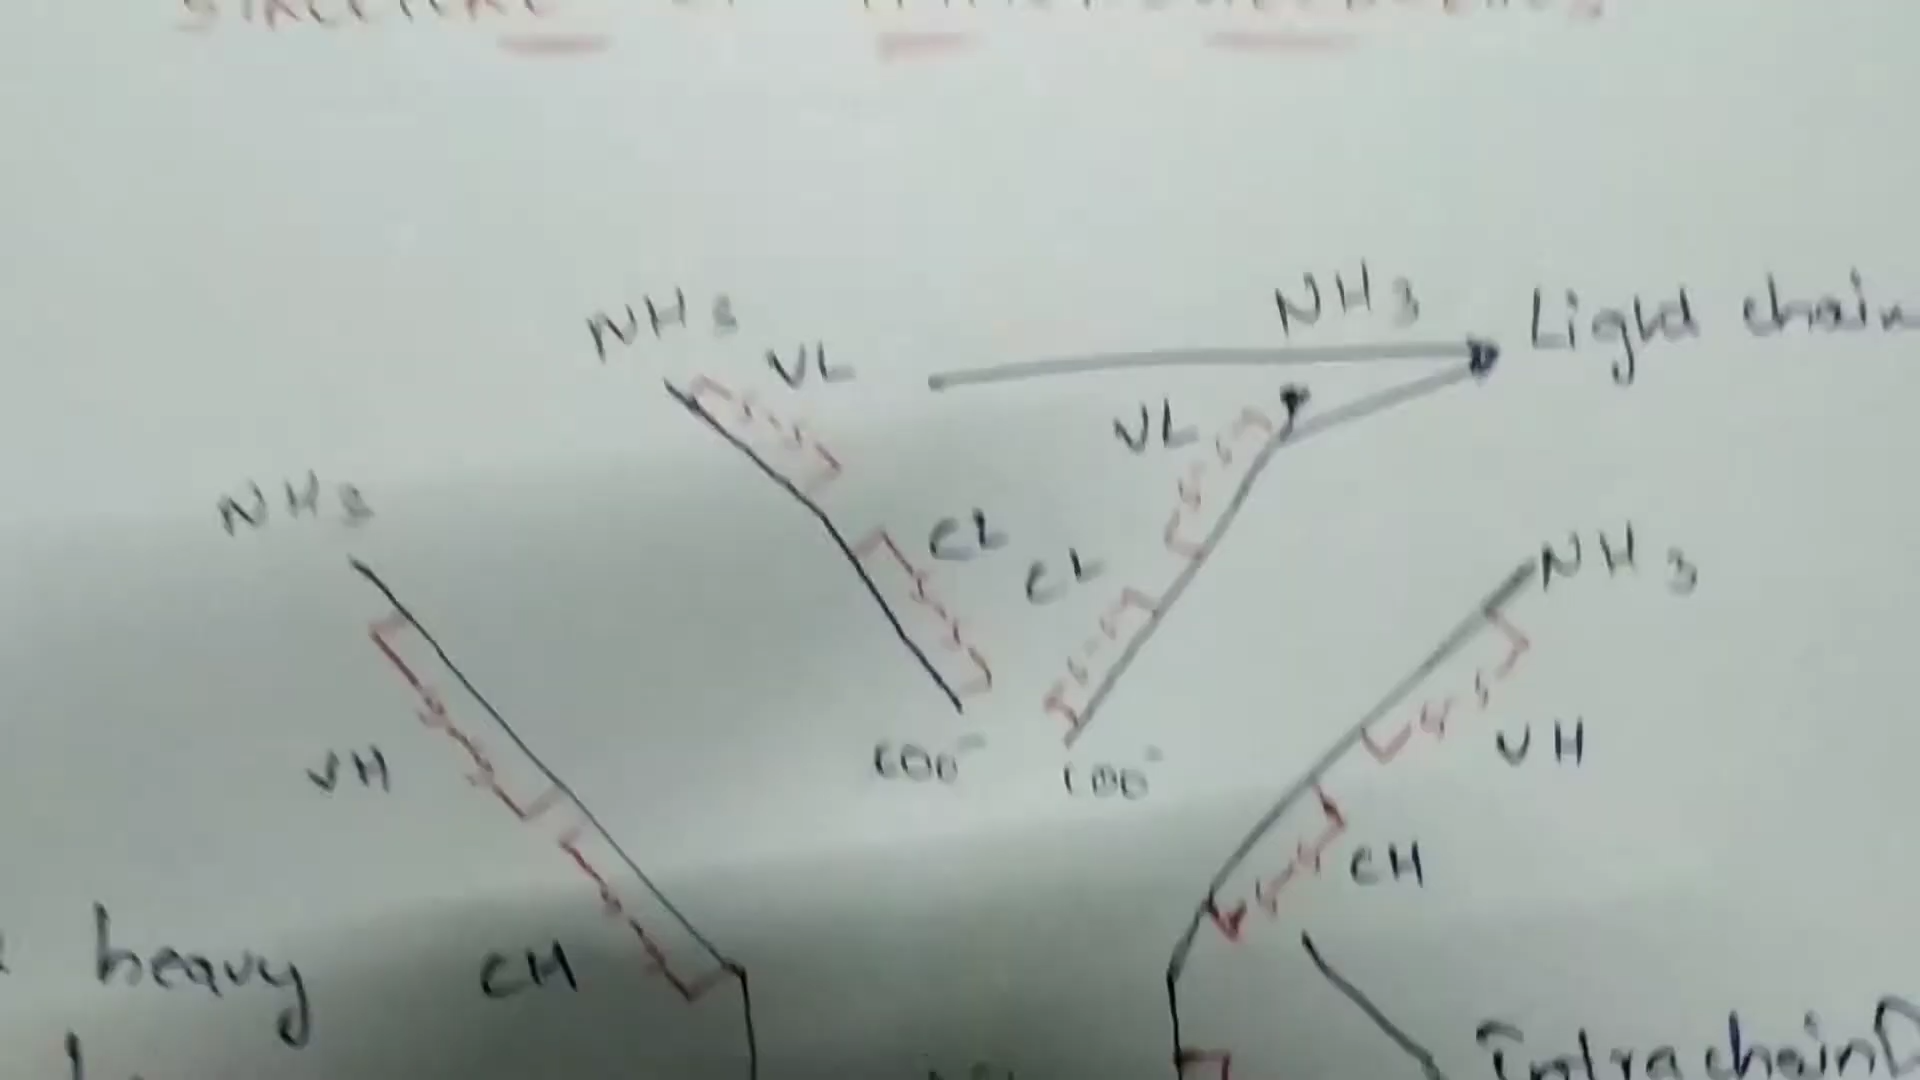 NH3
NH3
Light chain
VL
VL
NH3
CL
CL
NH3
VH
COO⁻
COO⁻
VH
CH
heavy
CH
Intrachain